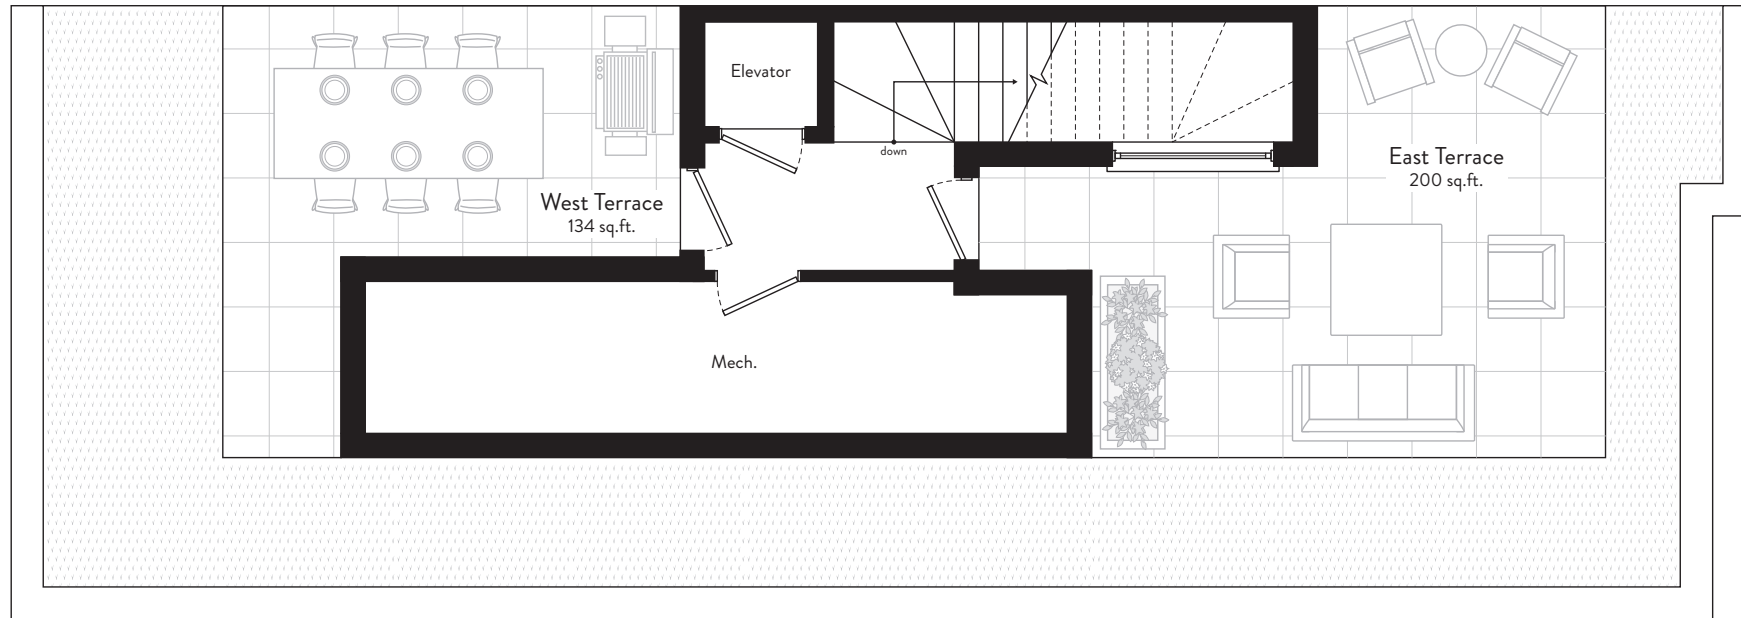 Elevator
down
West Terrace
134 sq.ft.
East Terrace
200 sq.ft.
Mech.